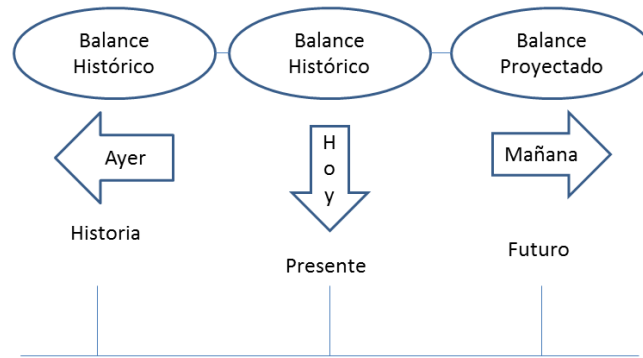 Balance
Histórico
Balance
Histórico
Balance
Proyectado
Ayer
H
o
y
Mañana
Historia
Presente
Futuro